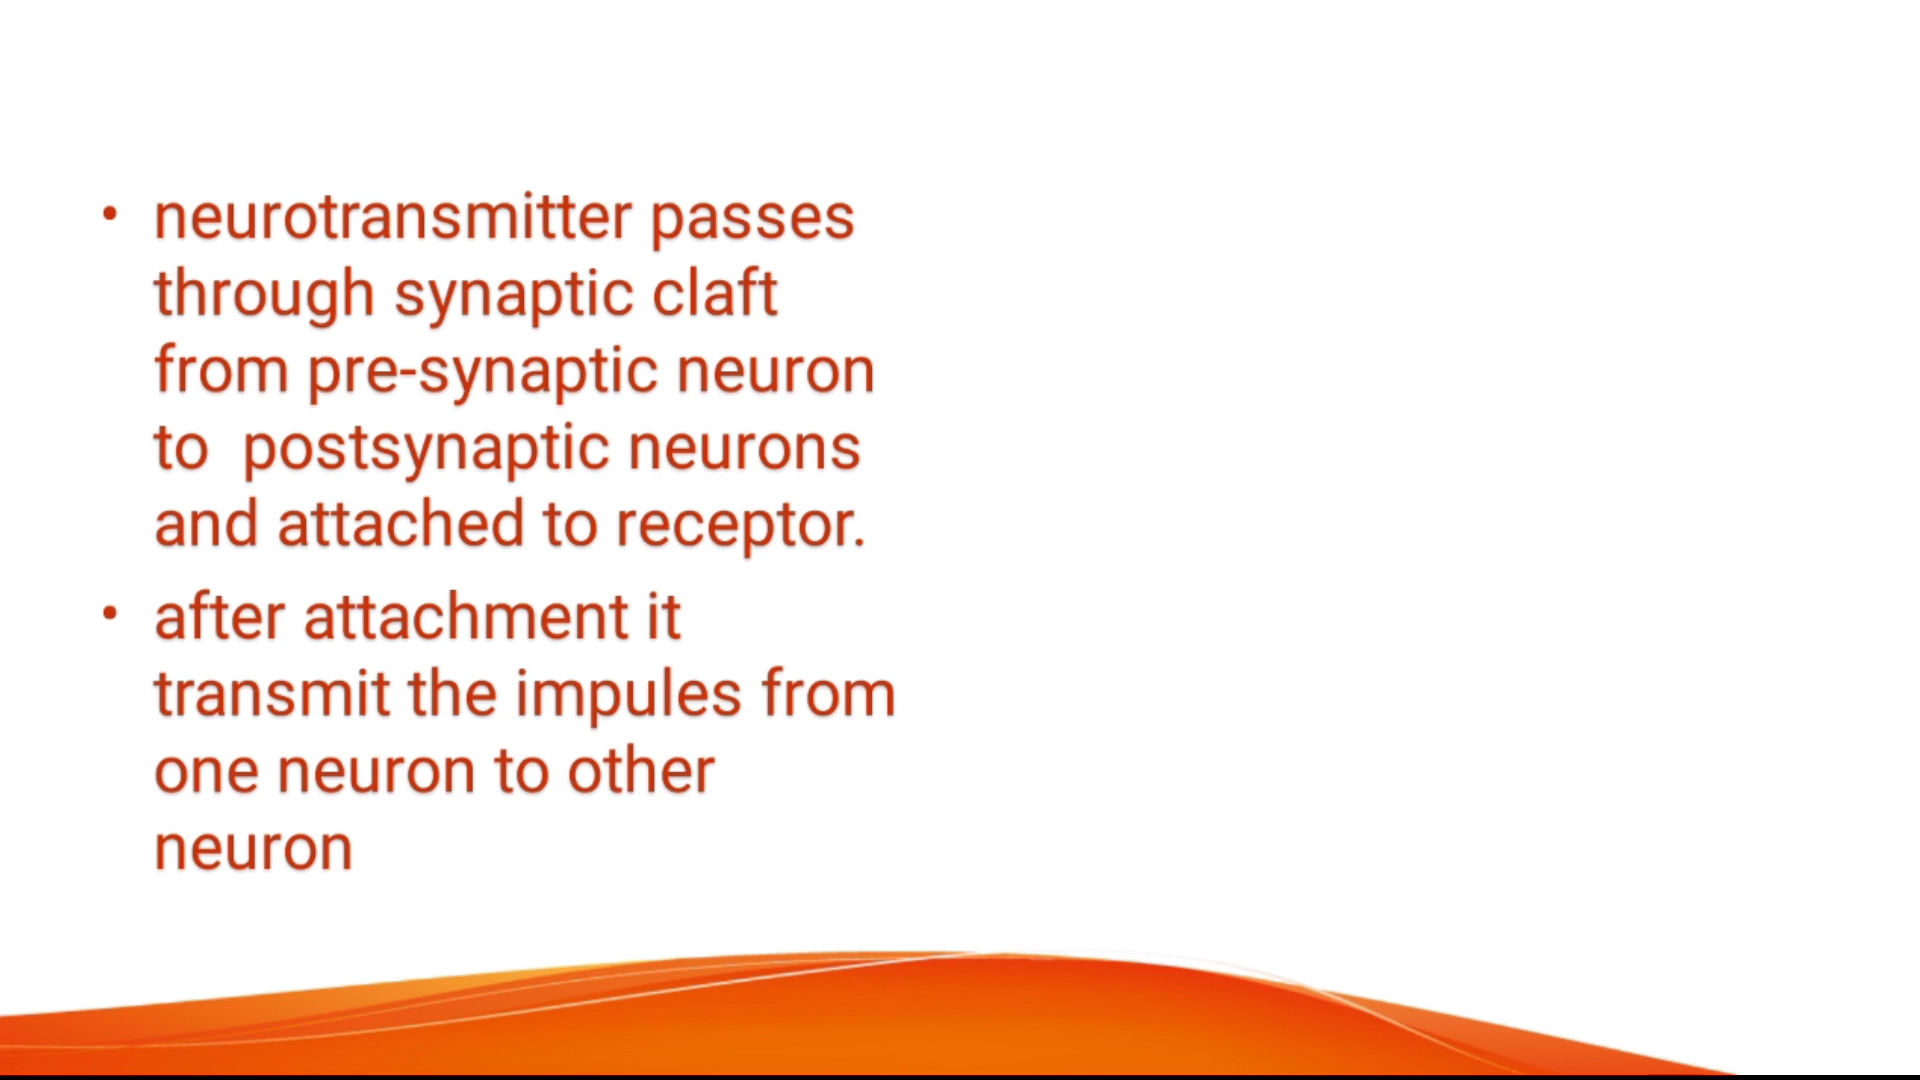 • neurotransmitter passes
through synaptic claft
from pre-synaptic neuron
to  postsynaptic neurons
and attached to receptor.
• after attachment it
transmit the impules from
one neuron to other
neuron